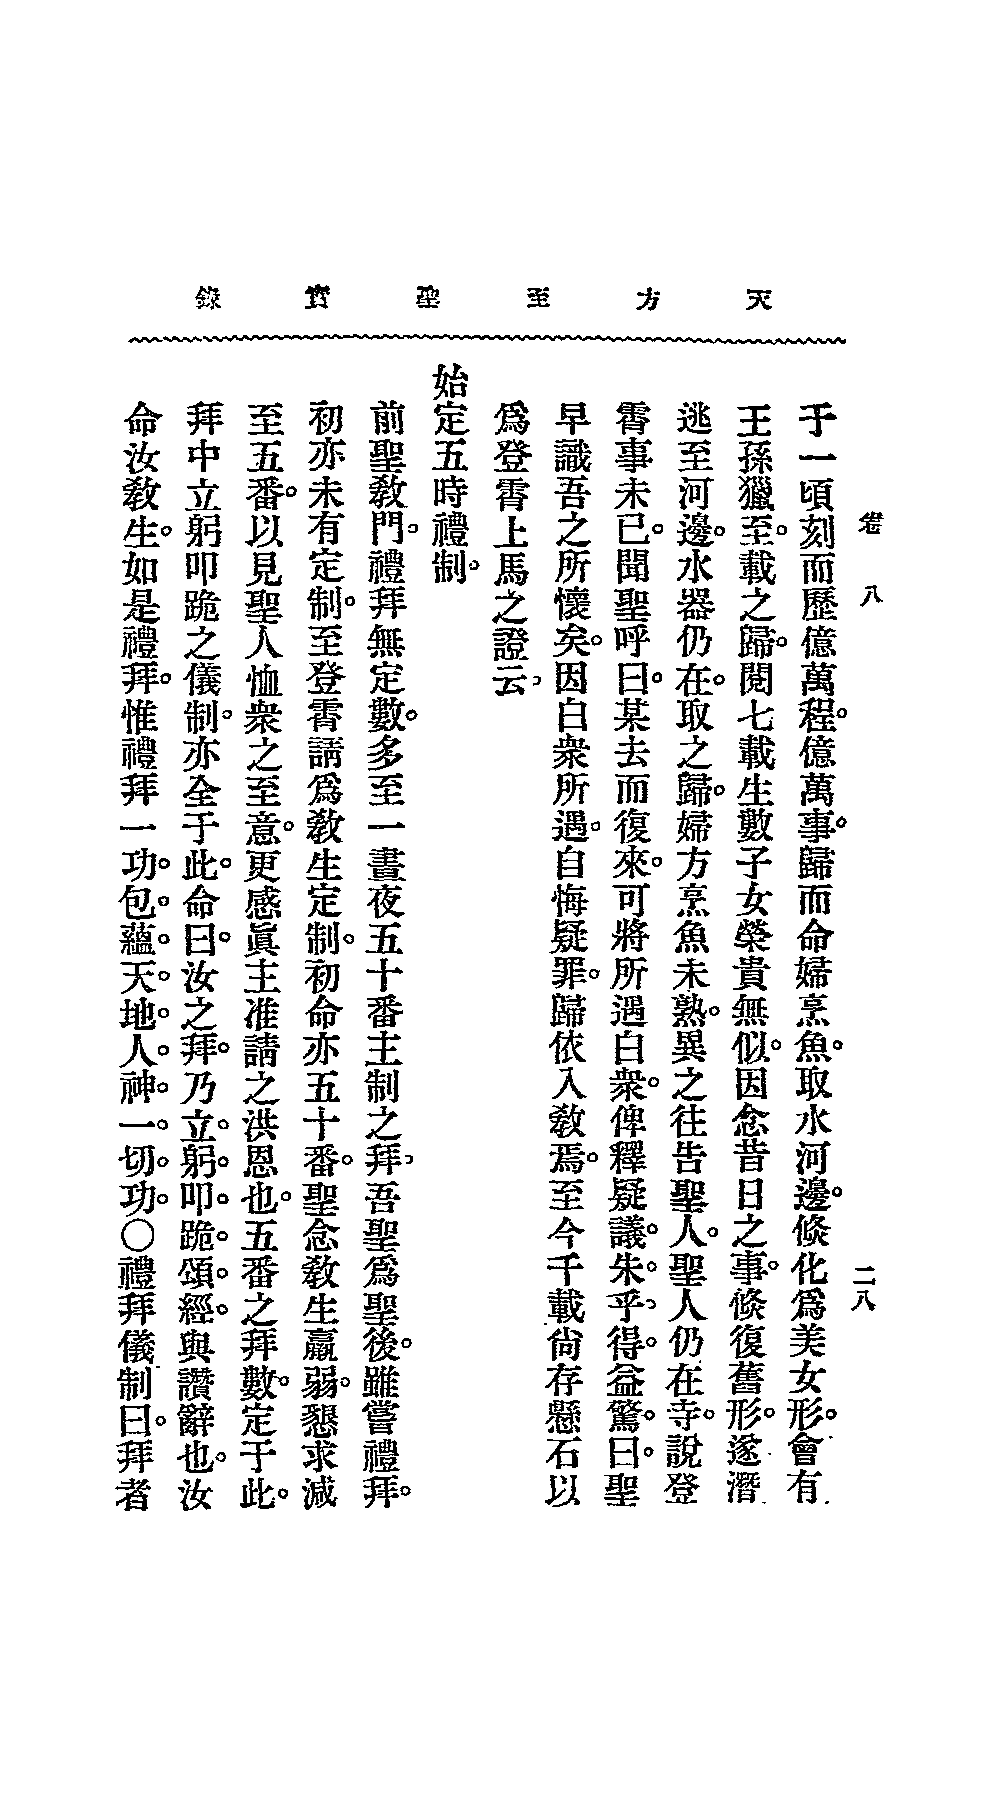 天方至聖實錄
卷八
二八
于一頃刻而歷億萬程。億萬事。歸而命婦烹魚。取水河邊。倐化爲美女形。會有
王孫獵至。載之歸。閱七載生數子女榮貴無似。因念昔日之事。倐復舊形。遂潛
逃至河邊。水器仍在。取之歸。婦方烹魚未熟。異之往告聖人。聖人仍在寺。說登
霄事未已。聞聖呼曰。某去而復來。可將所遇白衆。俾釋疑議。朱。乎、得。益驚。曰。聖
早識吾之所懷矣。因白衆所遇。自悔疑罪。歸依入敎焉。至今千載尙存懸石以
爲登霄上馬之證云、
始定五時禮制。
前聖敎門。禮拜無定數。多至一晝夜五十番主制之拜、吾聖爲聖後。雖嘗禮拜。
初亦未有定制。至登霄請爲敎生定制。初命亦五十番。聖念敎生羸弱。懇求減
至五番。以見聖人恤衆之至意。更感眞主准請之洪恩也。五番之拜數。定于此。
拜中立躬叩跪之儀制。亦全于此。命曰。汝之拜。乃立。躬。叩。跪。頌。經。與讚辭也。汝
命汝敎生。如是禮拜。惟禮拜一功。包。蘊。天。地。人。神。一。切。功。〇禮拜儀制曰。拜者